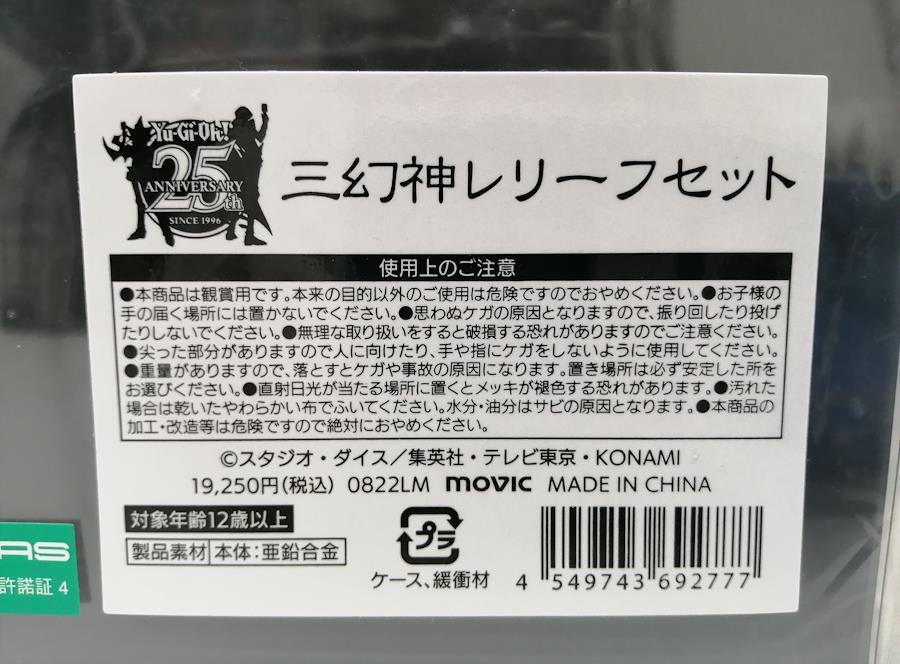 Yu-Gi-Oh!
25th
ANNIVERSARY
SINCE 1996
三幻神レリーフセット
使用上のご注意
●本商品は観賞用です。本来の目的以外のご使用は危険ですのでおやめください。●お子様の
手の届く場所には置かないでください。●思わぬケガの原因となりますので、振り回したり投げ
たりしないでください。●無理な取り扱いをすると破損する恐れがありますのでご注意ください。
●尖った部分がありますので人に向けたり、手や指にケガをしないように使用してください。
●重量がありますので、落とすとケガや事故の原因になります。置き場所は必ず安定した所を
お選びください。●直射日光が当たる場所に置くとメッキが褪色する恐れがあります。●汚れた
場合は乾いたやわらかい布でふいてください。水分・油分はサビの原因となります。●本商品の
加工・改造等は危険ですので絶対におやめください。
©スタジオ・ダイス／集英社・テレビ東京・KONAMI
19,250円(税込) 0822LM movic MADE IN CHINA
対象年齢12歳以上
製品素材 本体:亜鉛合金
プラ
ケース、緩衝材
4 549743 692777
AS
許諾証 4